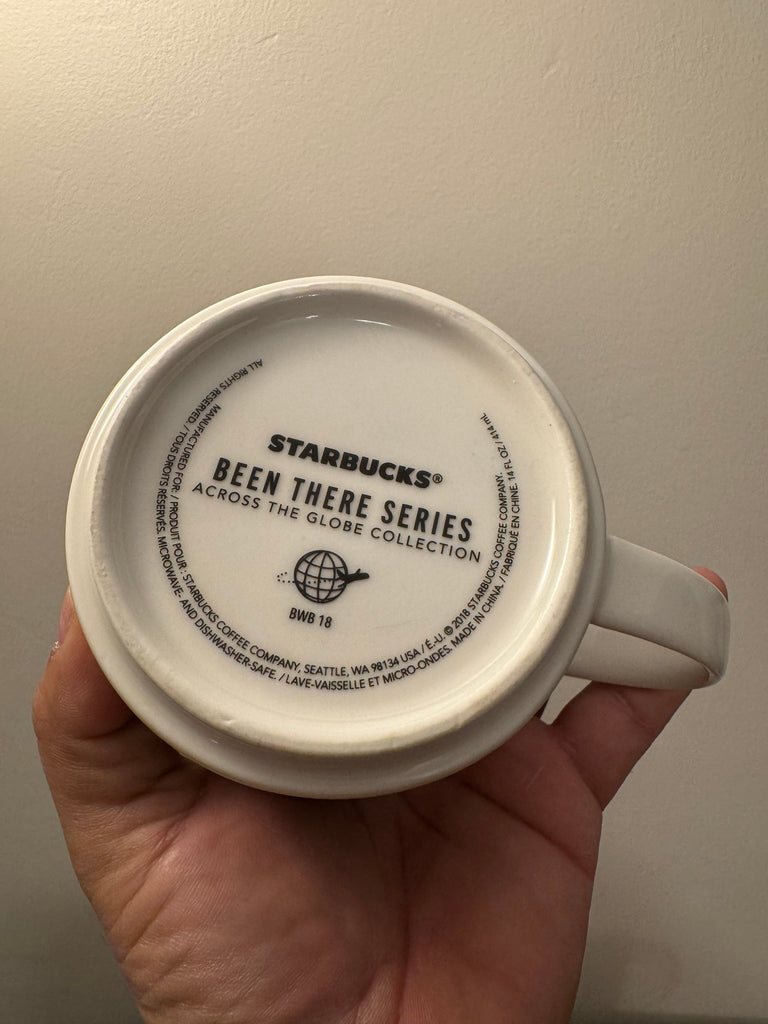 STARBUCKS®
BEEN THERE SERIES
ACROSS THE GLOBE COLLECTION
BWB 18
MANUFACTURED FOR: / PRODUIT POUR : STARBUCKS COFFEE COMPANY, SEATTLE, WA 98134 USA / É.-U. © 2018 STARBUCKS COFFEE COMPANY.
ALL RIGHTS RESERVED. / TOUS DROITS RÉSERVÉS. MICROWAVE- AND DISHWASHER-SAFE. / LAVE-VAISSELLE ET MICRO-ONDES. MADE IN CHINA. / FABRIQUÉ EN CHINE. 14 FL OZ / 414 mL